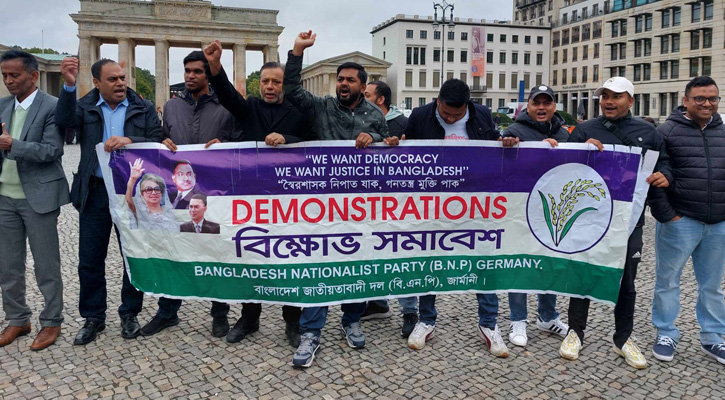 "WE WANT DEMOCRACY
WE WANT JUSTICE IN BANGLADESH"
"স্বৈরশাসক নিপাত যাক, গনতন্ত্র মুক্তি পাক"
DEMONSTRATIONS
বিক্ষোভ সমাবেশ
BANGLADESH NATIONALIST PARTY (B.N.P) GERMANY.
বাংলাদেশ জাতীয়তাবাদী দল (বি.এন.পি), জার্মানী ।